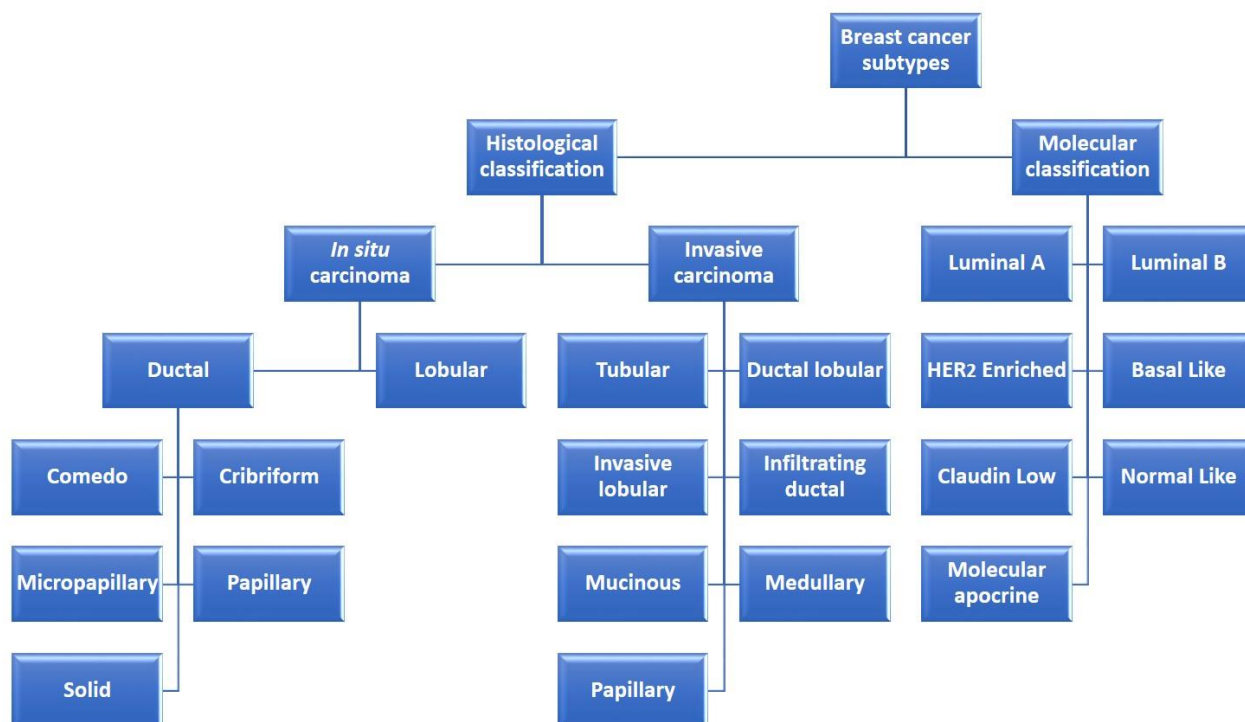 Breast cancer
subtypes
Histological
classification
Molecular
classification
In situ
carcinoma
Invasive
carcinoma
Luminal A
Luminal B
Ductal
Lobular
Tubular
Ductal lobular
HER2 Enriched
Basal Like
Comedo
Cribriform
Invasive
lobular
Infiltrating
ductal
Claudin Low
Normal Like
Micropapillary
Papillary
Mucinous
Medullary
Molecular
apocrine
Solid
Papillary